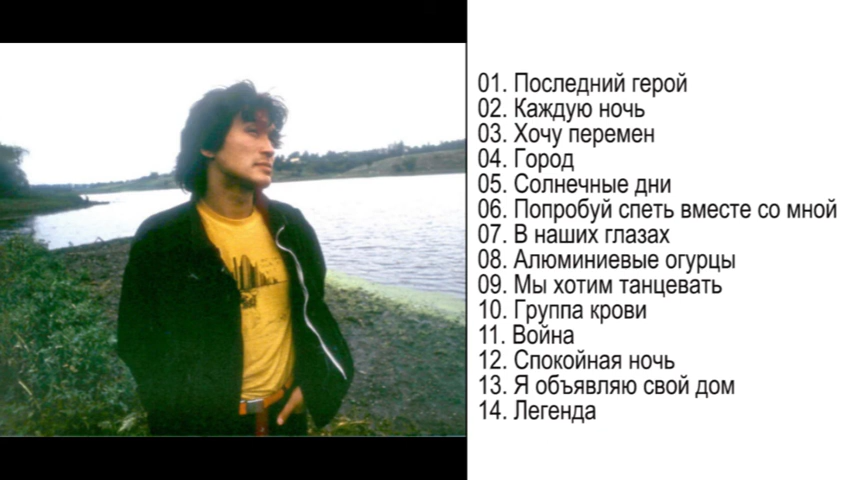 01. Последний герой
02. Каждую ночь
03. Хочу перемен
04. Город
05. Солнечные дни
06. Попробуй спеть вместе со мной
07. В наших глазах
08. Алюминиевые огурцы
09. Мы хотим танцевать
10. Группа крови
11. Война
12. Спокойная ночь
13. Я объявляю свой дом
14. Легенда